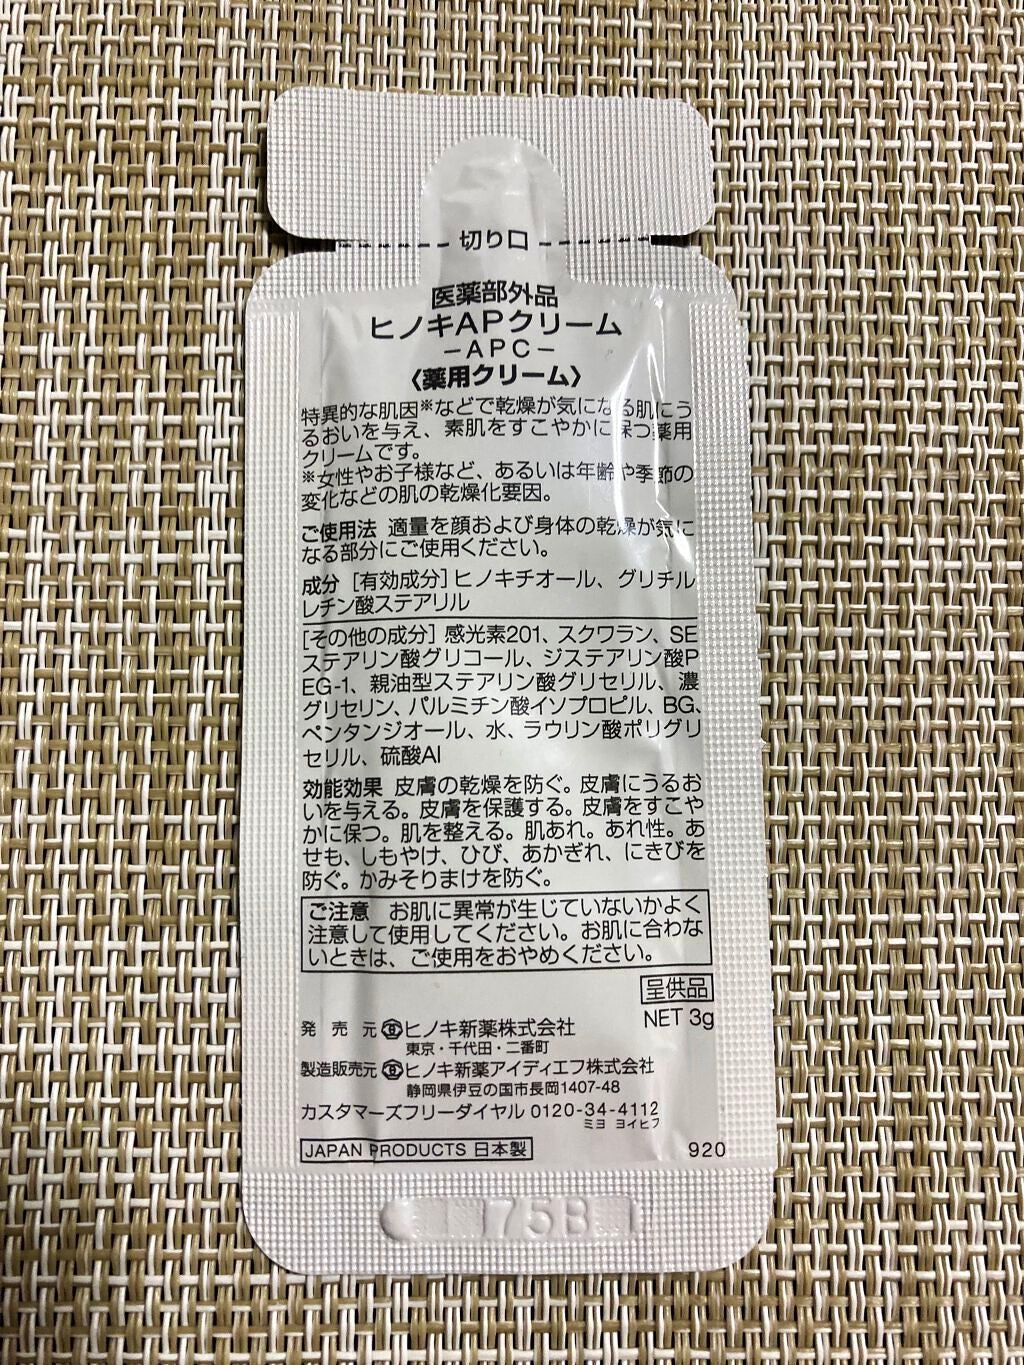 切り口
医薬部外品
ヒノキAPクリーム
－APC－
〈薬用クリーム〉
特異的な肌因※などで乾燥が気になる肌にう
るおいを与え、素肌をすこやかに保つ薬用
クリームです。
※女性やお子様など、あるいは年齢や季節の
変化などの肌の乾燥化要因。
ご使用法 適量を顔および身体の乾燥が気に
なる部分にご使用ください。
成分 [有効成分]ヒノキチオール、グリチル
レチン酸ステアリル
[その他の成分]感光素201、スクワラン、SE
ステアリン酸グリコール、ジステアリン酸P
EG-1、親油型ステアリン酸グリセリル、濃
グリセリン、パルミチン酸イソプロピル、BG、
ペンタンジオール、水、ラウリン酸ポリグリ
セリル、硫酸Al
効能効果 皮膚の乾燥を防ぐ。皮膚にうるお
いを与える。皮膚を保護する。皮膚をすこや
かに保つ。肌を整える。肌あれ。あれ性。あ
せも、しもやけ、ひび、あかぎれ、にきびを
防ぐ。かみそりまけを防ぐ。
ご注意 お肌に異常が生じていないかよく
注意して使用してください。お肌に合わな
いときは、ご使用をおやめください。
呈供品
NET 3g
発売元 ヒノキ新薬株式会社
東京・千代田・二番町
製造販売元 ヒノキ新薬アイディエフ株式会社
静岡県伊豆の国市長岡1407-48
カスタマーズフリーダイヤル 0120-34-4112
ミヨ ヨイヒフ
JAPAN PRODUCTS 日本製
920